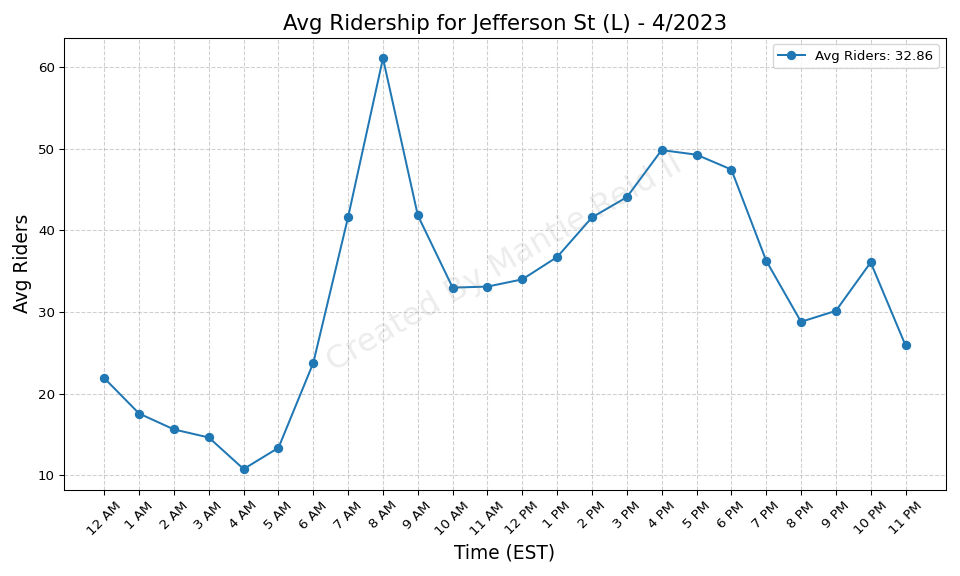 Avg Ridership for Jefferson St (L) - 4/2023
Avg Riders: 32.86
60
50
40
30
20
10
Avg Riders
Created By Mantie Reid II
12 AM
1 AM
2 AM
3 AM
4 AM
5 AM
6 AM
7 AM
8 AM
9 AM
10 AM
11 AM
12 PM
1 PM
2 PM
3 PM
4 PM
5 PM
6 PM
7 PM
8 PM
9 PM
10 PM
11 PM
Time (EST)